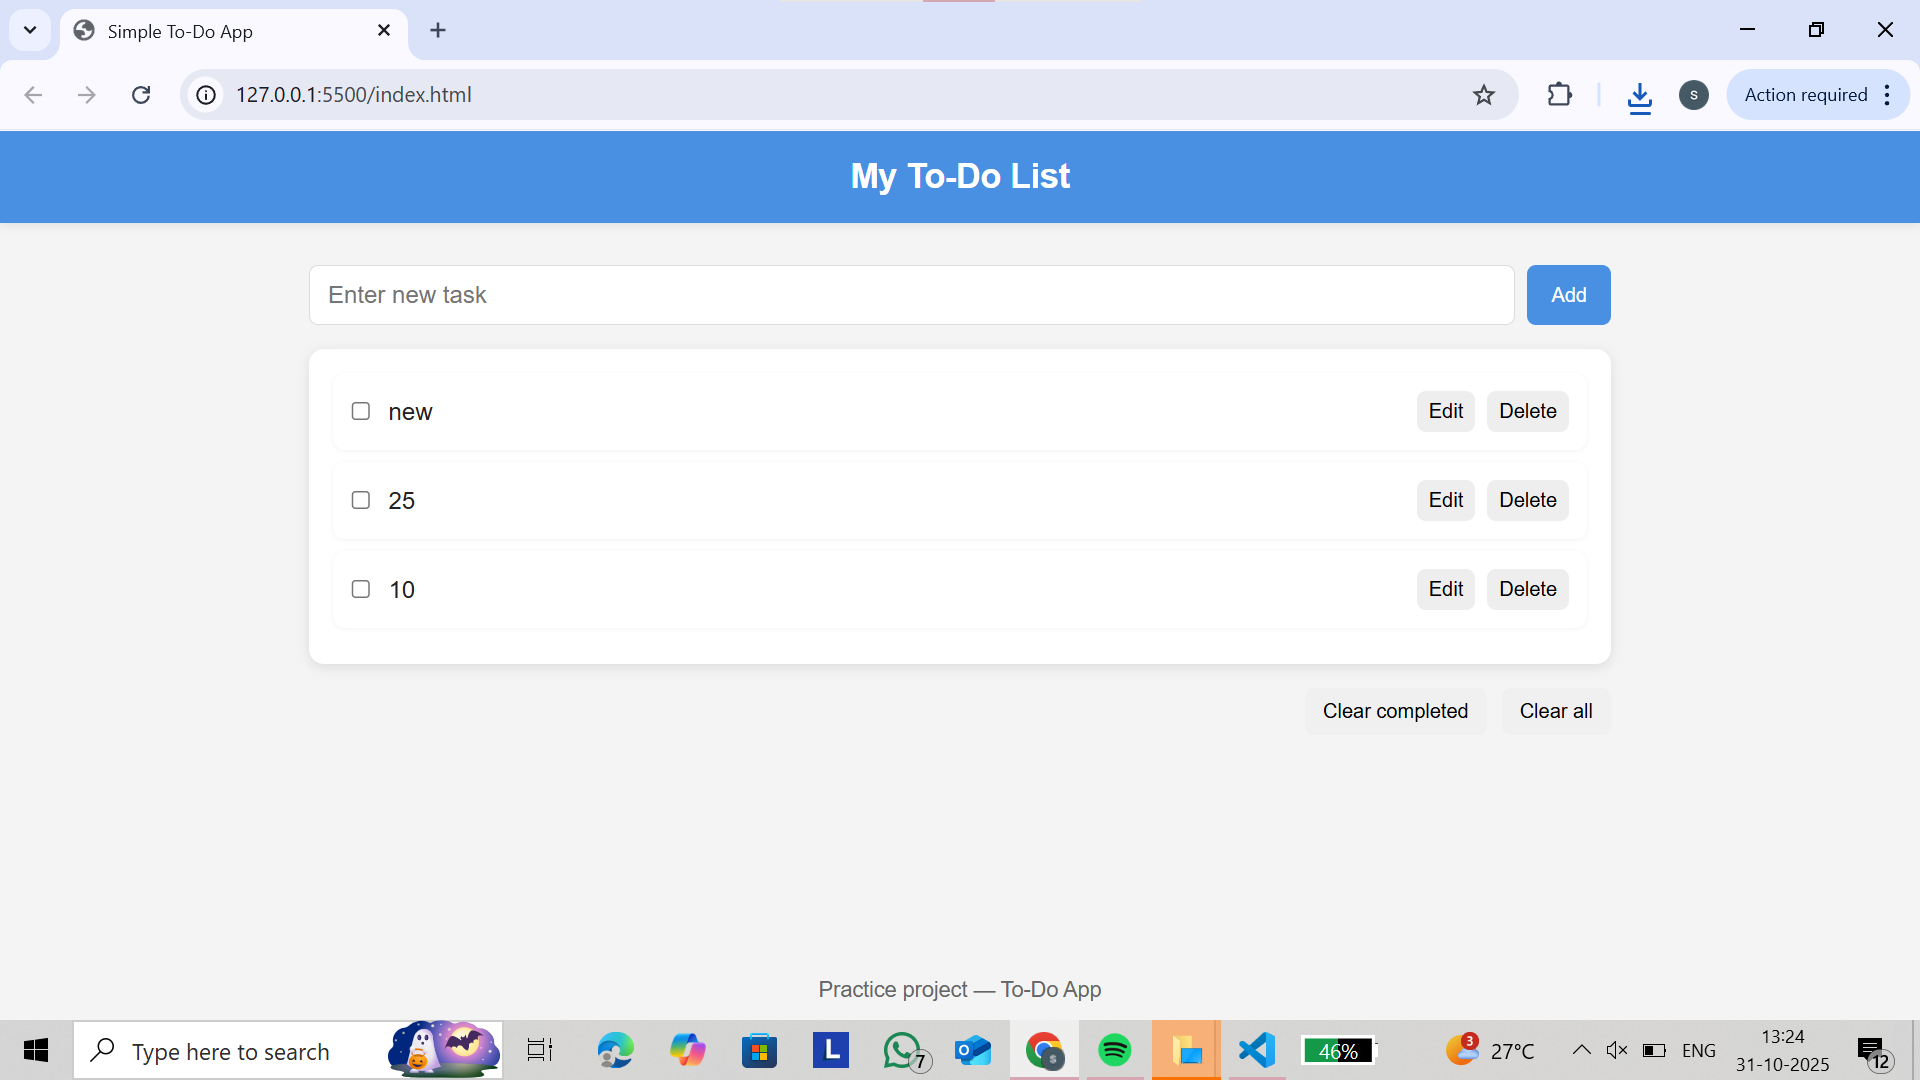 Simple To-Do App
127.0.0.1:5500/index.html
s
Action required
My To-Do List
Enter new task
Add
new
Edit
Delete
25
Edit
Delete
10
Edit
Delete
Clear completed
Clear all
Practice project — To-Do App
Type here to search
L
7
O
s
46%
3
27°C
ENG
13:24
31-10-2025
12